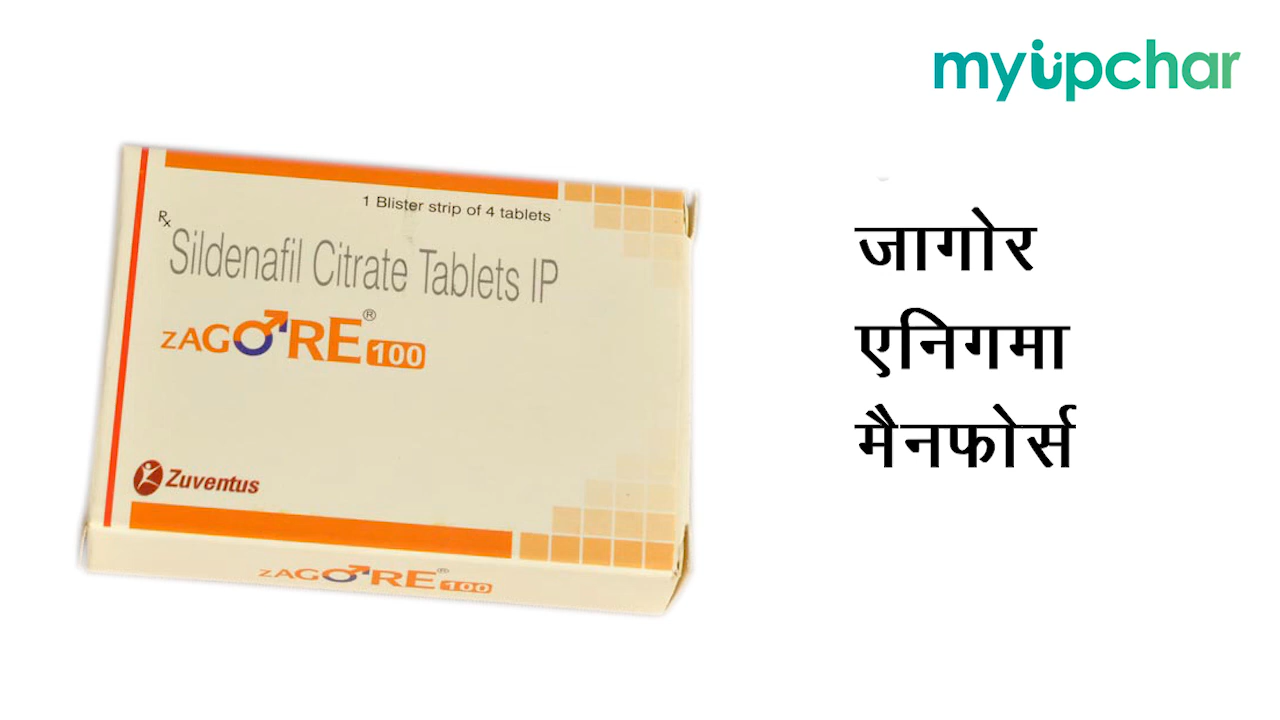 myupchar
1 Blister strip of 4 tablets
Rx
Sildenafil Citrate Tablets IP
ZAGORE® 100
Zuventus
ZAGORE® 100
जागोर
एनिगमा
मैनफोर्स